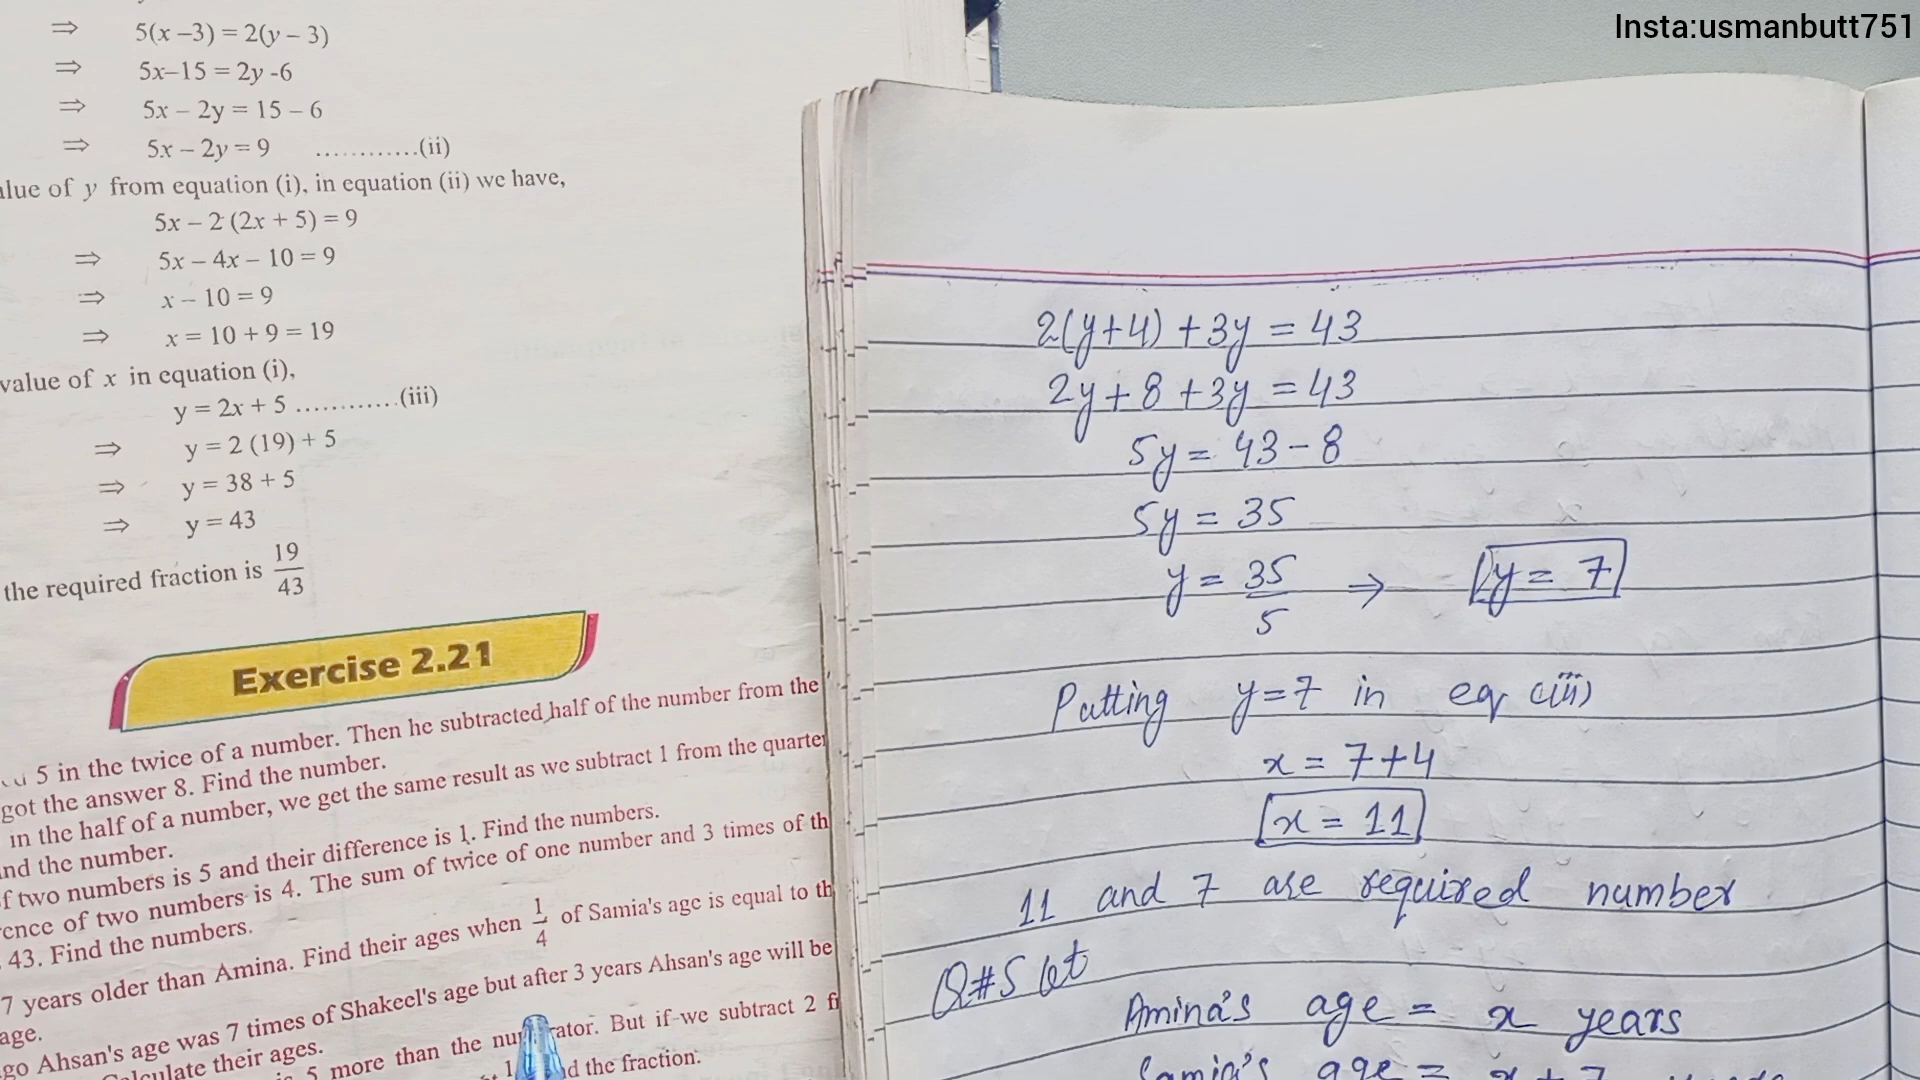 Insta:usmanbutt751
⇒ 5(x –3) = 2(y – 3)
⇒ 5x–15 = 2y -6
⇒ 5x – 2y = 15 – 6
⇒ 5x – 2y = 9 ............(ii)
of y from equation (i), in equation (ii) we have,
5x – 2 (2x + 5) = 9
⇒ 5x – 4x – 10 = 9
⇒ x – 10 = 9
⇒ x = 10 + 9 = 19
value of x in equation (i),
y = 2x + 5 ............(iii)
⇒ y = 2 (19) + 5
⇒ y = 38 + 5
⇒ y = 43
the required fraction is 19/43
Exercise 2.21
5 in the twice of a number. Then he subtracted half of the number from the
got the answer 8. Find the number.
in the half of a number, we get the same result as we subtract 1 from the quarter
the number.
two numbers is 5 and their difference is 1. Find the numbers.
of two numbers is 4. The sum of twice of one number and 3 times of
43. Find the numbers.
7 years older than Amina. Find their ages when 1/4 of Samia's age is equal to
age.
Ahsan's age was 7 times of Shakeel's age but after 3 years Ahsan's age will be
their ages.
5 more than the But if we subtract 2
the fraction.
2(y+4) + 3y = 43
2y + 8 + 3y = 43
5y = 43 - 8
5y = 35
y = 35/5 ⇒ y = 7
Putting y=7 in eq (iii)
x = 7+4
x = 11
11 and 7 are required number
Q#5 let
Amina's age = x years
Samia's age = x + 7